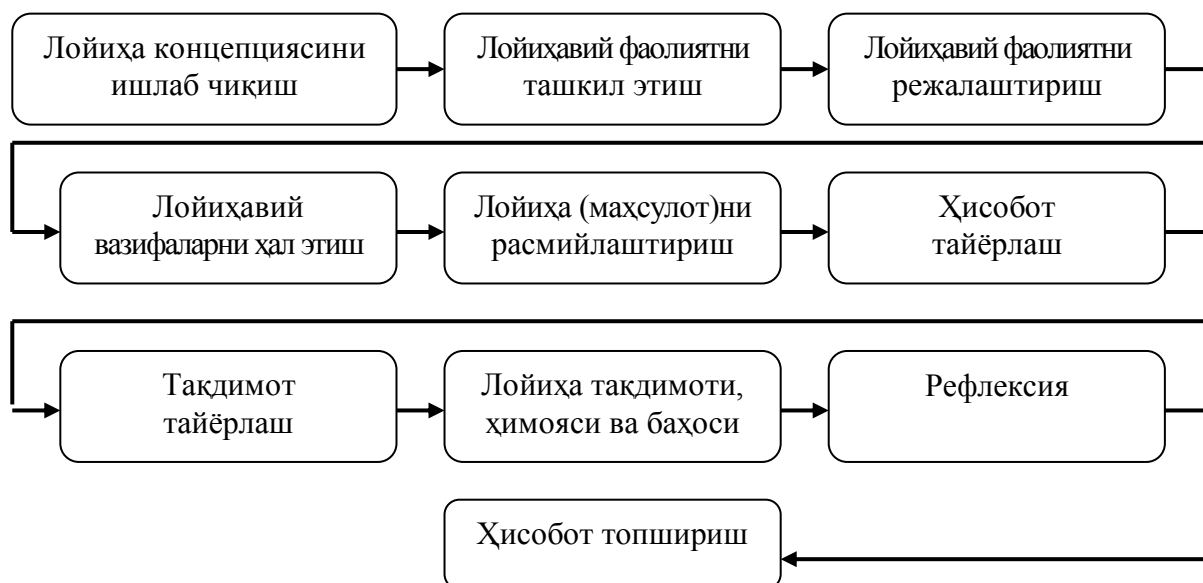 Лойиҳа концепциясини
ишлаб чиқиш
Лойиҳавий фаолиятни
ташкил этиш
Лойиҳавий фаолиятни
режалаштириш
Лойиҳавий
вазифаларни ҳал этиш
Лойиҳа (маҳсулот)ни
расмийлаштириш
Ҳисобот
тайёрлаш
Тақдимот
тайёрлаш
Лойиҳа тақдимоти,
ҳимояси ва баҳоси
Рефлексия
Ҳисобот топшириш